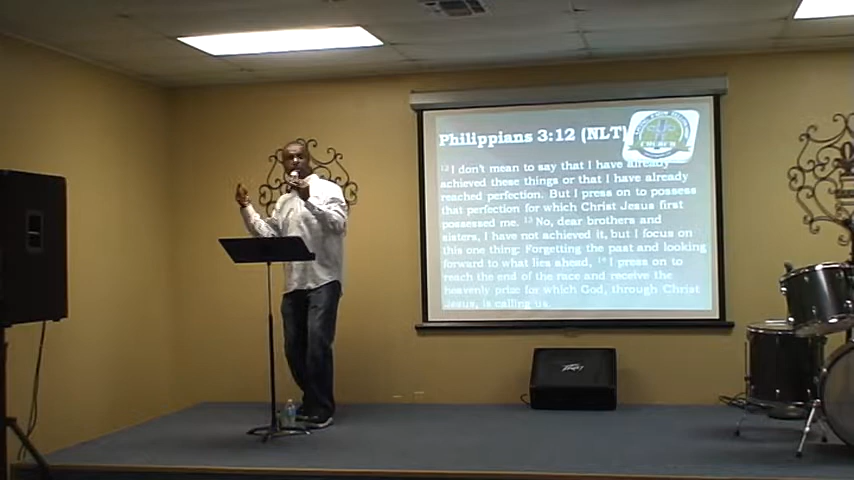 Philippians 3:12 (NLT)
CHURCH
12 I don't mean to say that I have already
achieved these things or that I have already
reached perfection. But I press on to possess
that perfection for which Christ Jesus first
possessed me. 13 No, dear brothers and
sisters, I have not achieved it, but I focus on
this one thing: Forgetting the past and looking
forward to what lies ahead, 14 I press on to
reach the end of the race and receive the
heavenly prize for which God, through Christ
Jesus, is calling us.
PEAVEY